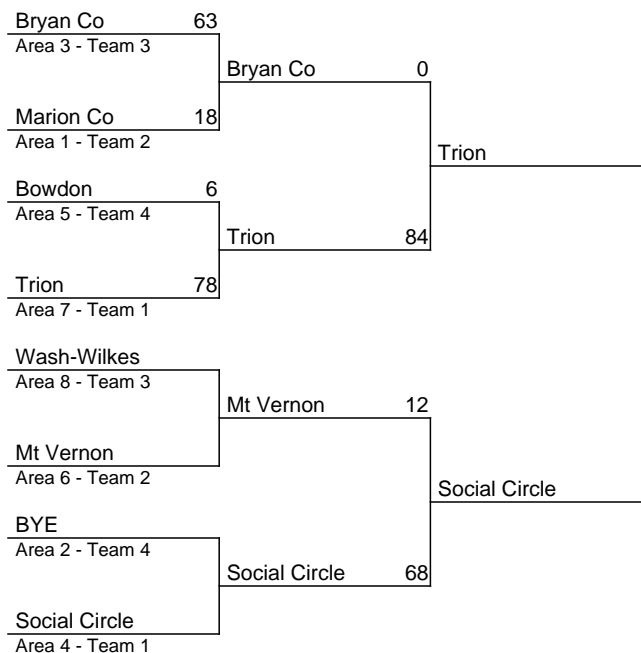 Bryan Co 63
Area 3 - Team 3
Bryan Co 0
Marion Co 18
Area 1 - Team 2
Trion
Bowdon 6
Area 5 - Team 4
Trion 84
Trion 78
Area 7 - Team 1
Wash-Wilkes
Area 8 - Team 3
Mt Vernon 12
Mt Vernon
Area 6 - Team 2
Social Circle
BYE
Area 2 - Team 4
Social Circle 68
Social Circle
Area 4 - Team 1